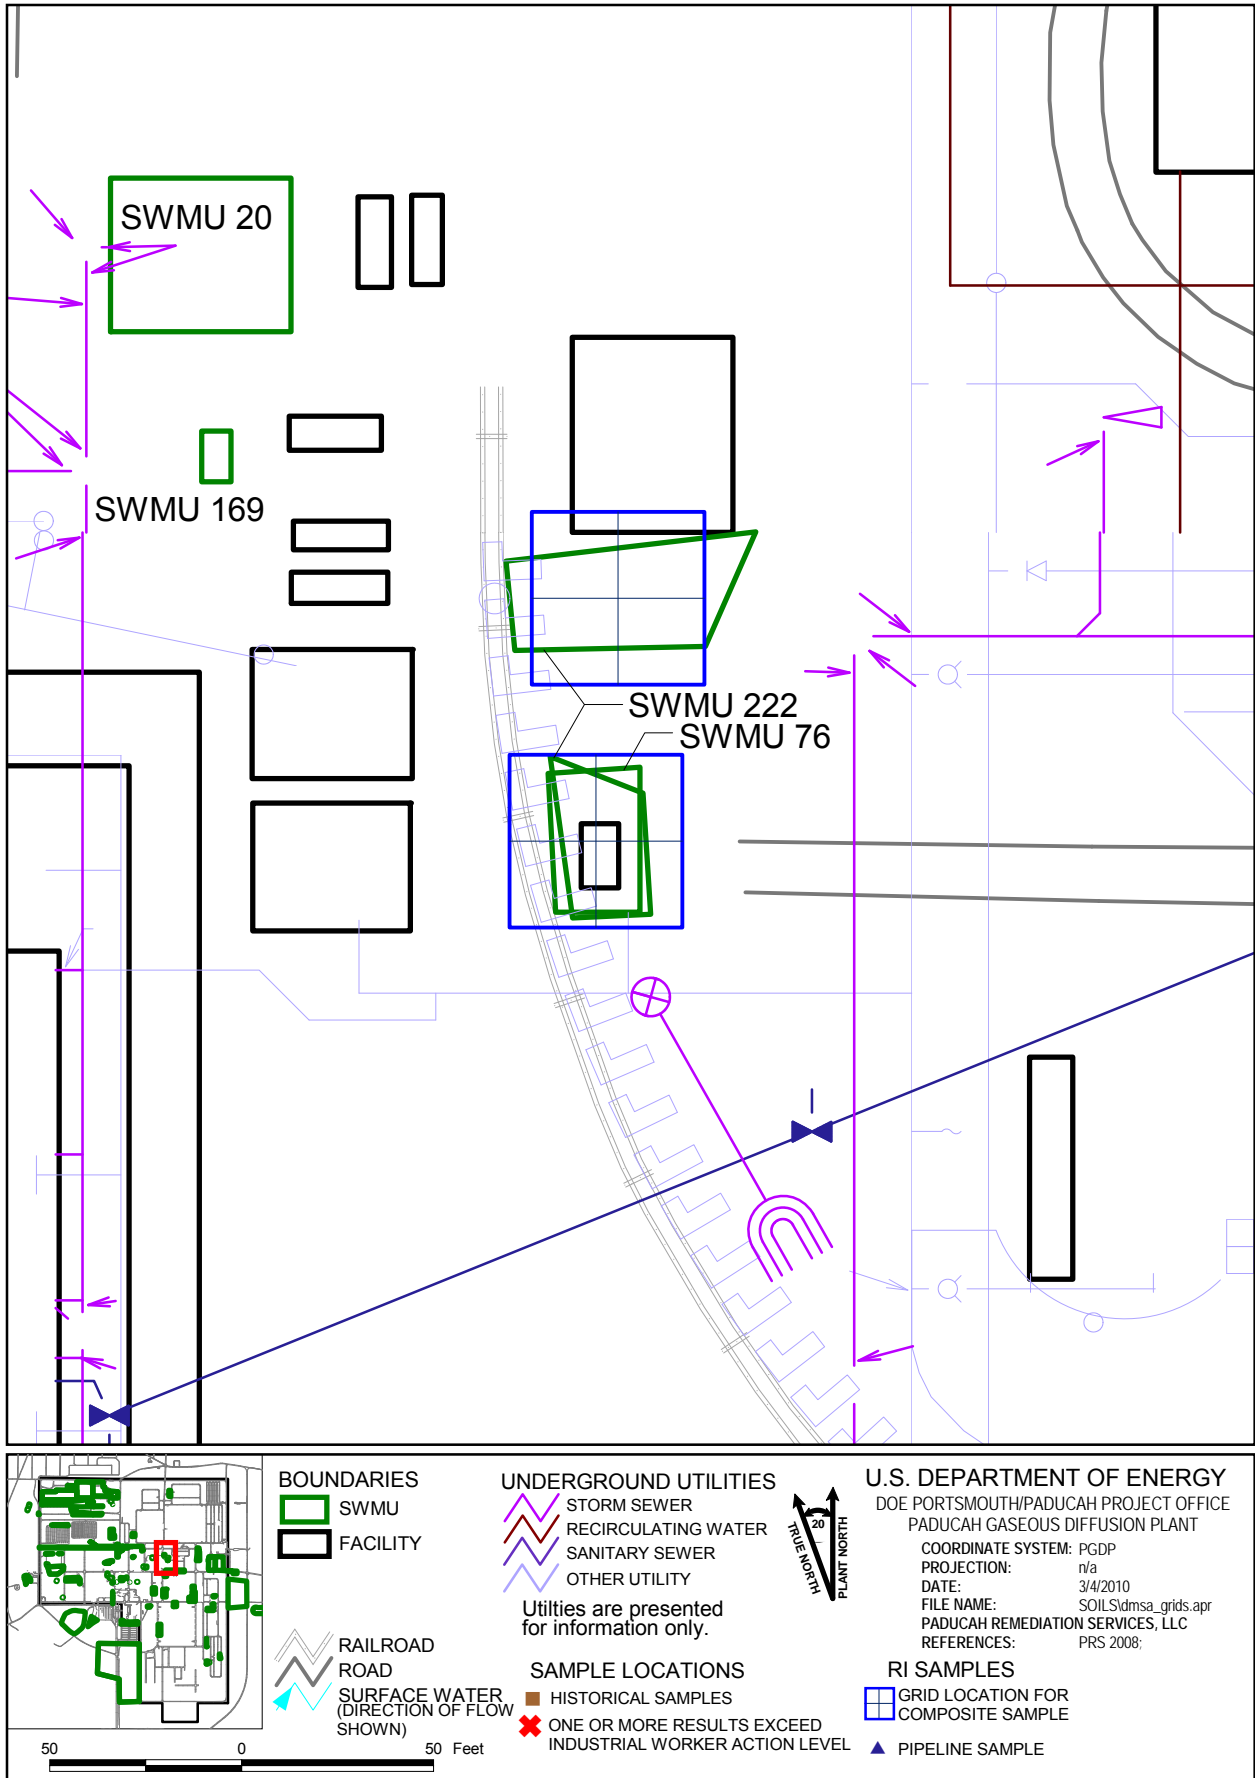 SWMU 20
SWMU 169
SWMU 222
SWMU 76
BOUNDARIES
SWMU
FACILITY
RAILROAD
ROAD
SURFACE WATER
(DIRECTION OF FLOW
SHOWN)
50 0 50 Feet
UNDERGROUND UTILITIES
STORM SEWER
RECIRCULATING WATER
SANITARY SEWER
OTHER UTILITY
Utilties are presented
for information only.
SAMPLE LOCATIONS
HISTORICAL SAMPLES
ONE OR MORE RESULTS EXCEED
INDUSTRIAL WORKER ACTION LEVEL
TRUE NORTH
20
PLANT NORTH
U.S. DEPARTMENT OF ENERGY
DOE PORTSMOUTH/PADUCAH PROJECT OFFICE
PADUCAH GASEOUS DIFFUSION PLANT
COORDINATE SYSTEM: PGDP
PROJECTION: n/a
DATE: 3/4/2010
FILE NAME: SOILS\dmsa_grids.apr
PADUCAH REMEDIATION SERVICES, LLC
REFERENCES: PRS 2008;
RI SAMPLES
GRID LOCATION FOR
COMPOSITE SAMPLE
PIPELINE SAMPLE